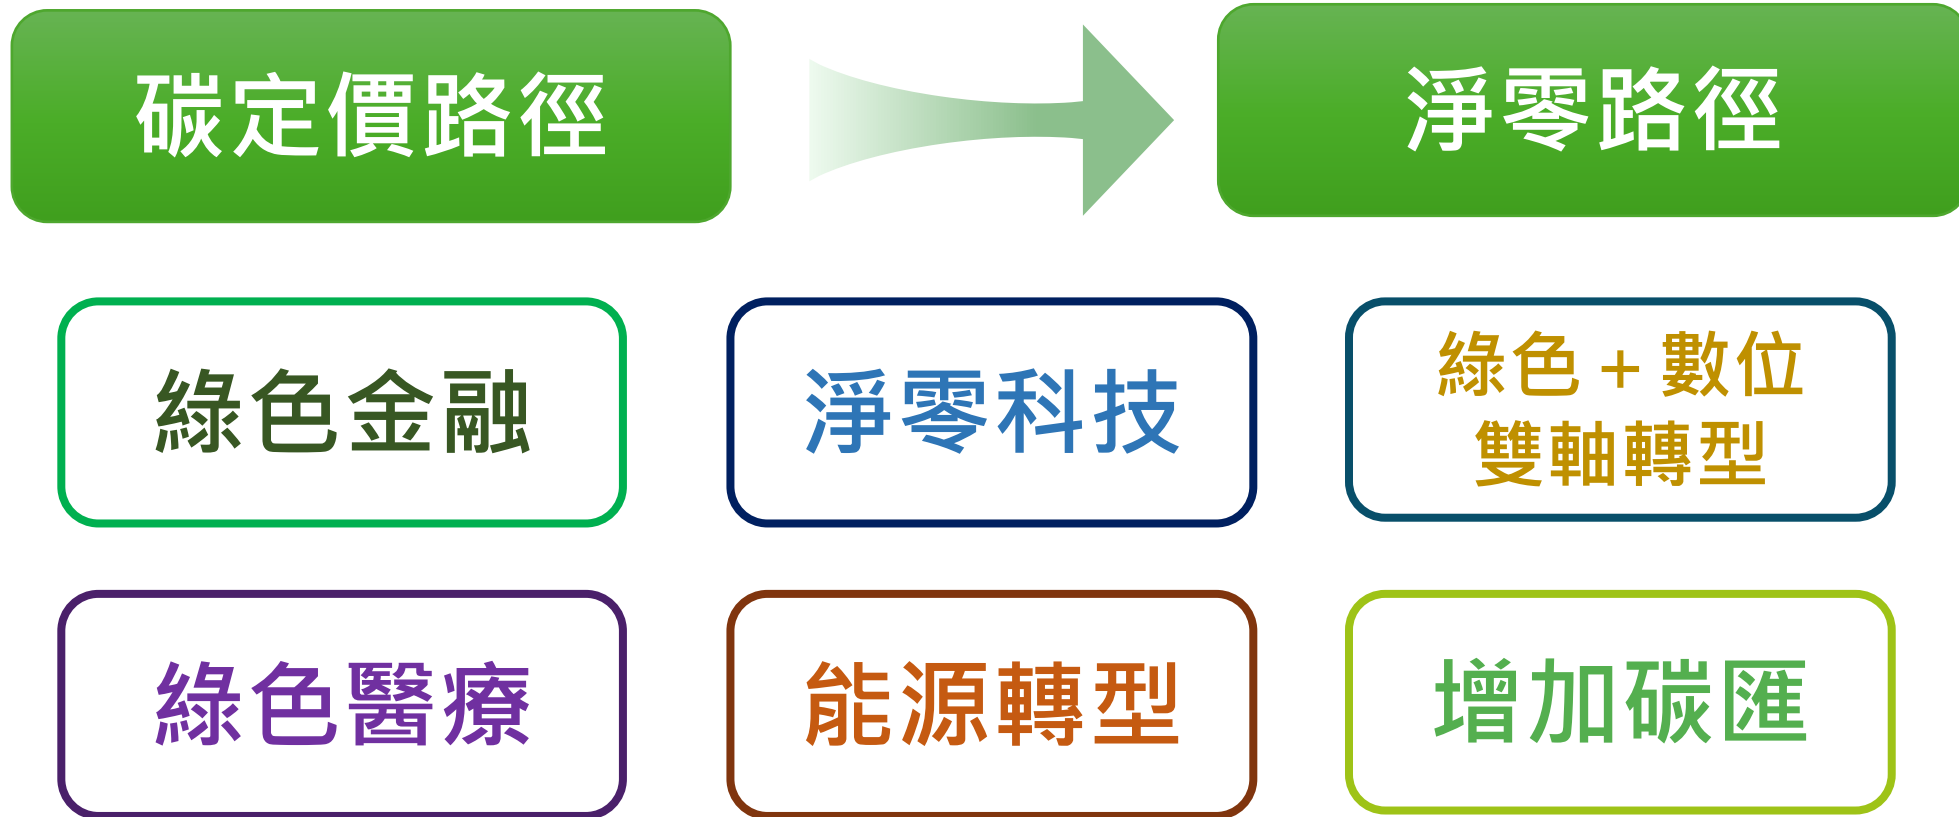 碳定價路徑
淨零路徑
綠色金融
淨零科技
綠色+數位
雙軸轉型
綠色醫療
能源轉型
增加碳匯